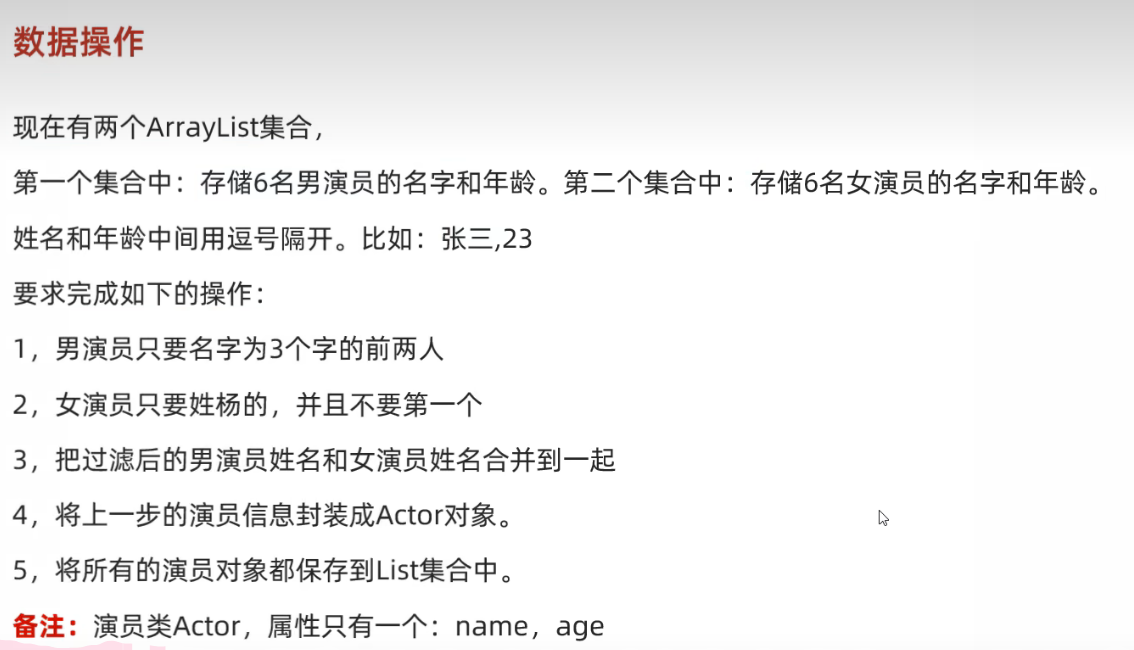 数据操作
现在有两个ArrayList集合，
第一个集合中：存储6名男演员的名字和年龄。第二个集合中：存储6名女演员的名字和年龄。
姓名和年龄中间用逗号隔开。比如：张三,23
要求完成如下的操作：
1，男演员只要名字为3个字的前两人
2，女演员只要姓杨的，并且不要第一个
3，把过滤后的男演员姓名和女演员姓名合并到一起
4，将上一步的演员信息封装成Actor对象。
5，将所有的演员对象都保存到List集合中。
备注：演员类Actor，属性只有一个：name，age